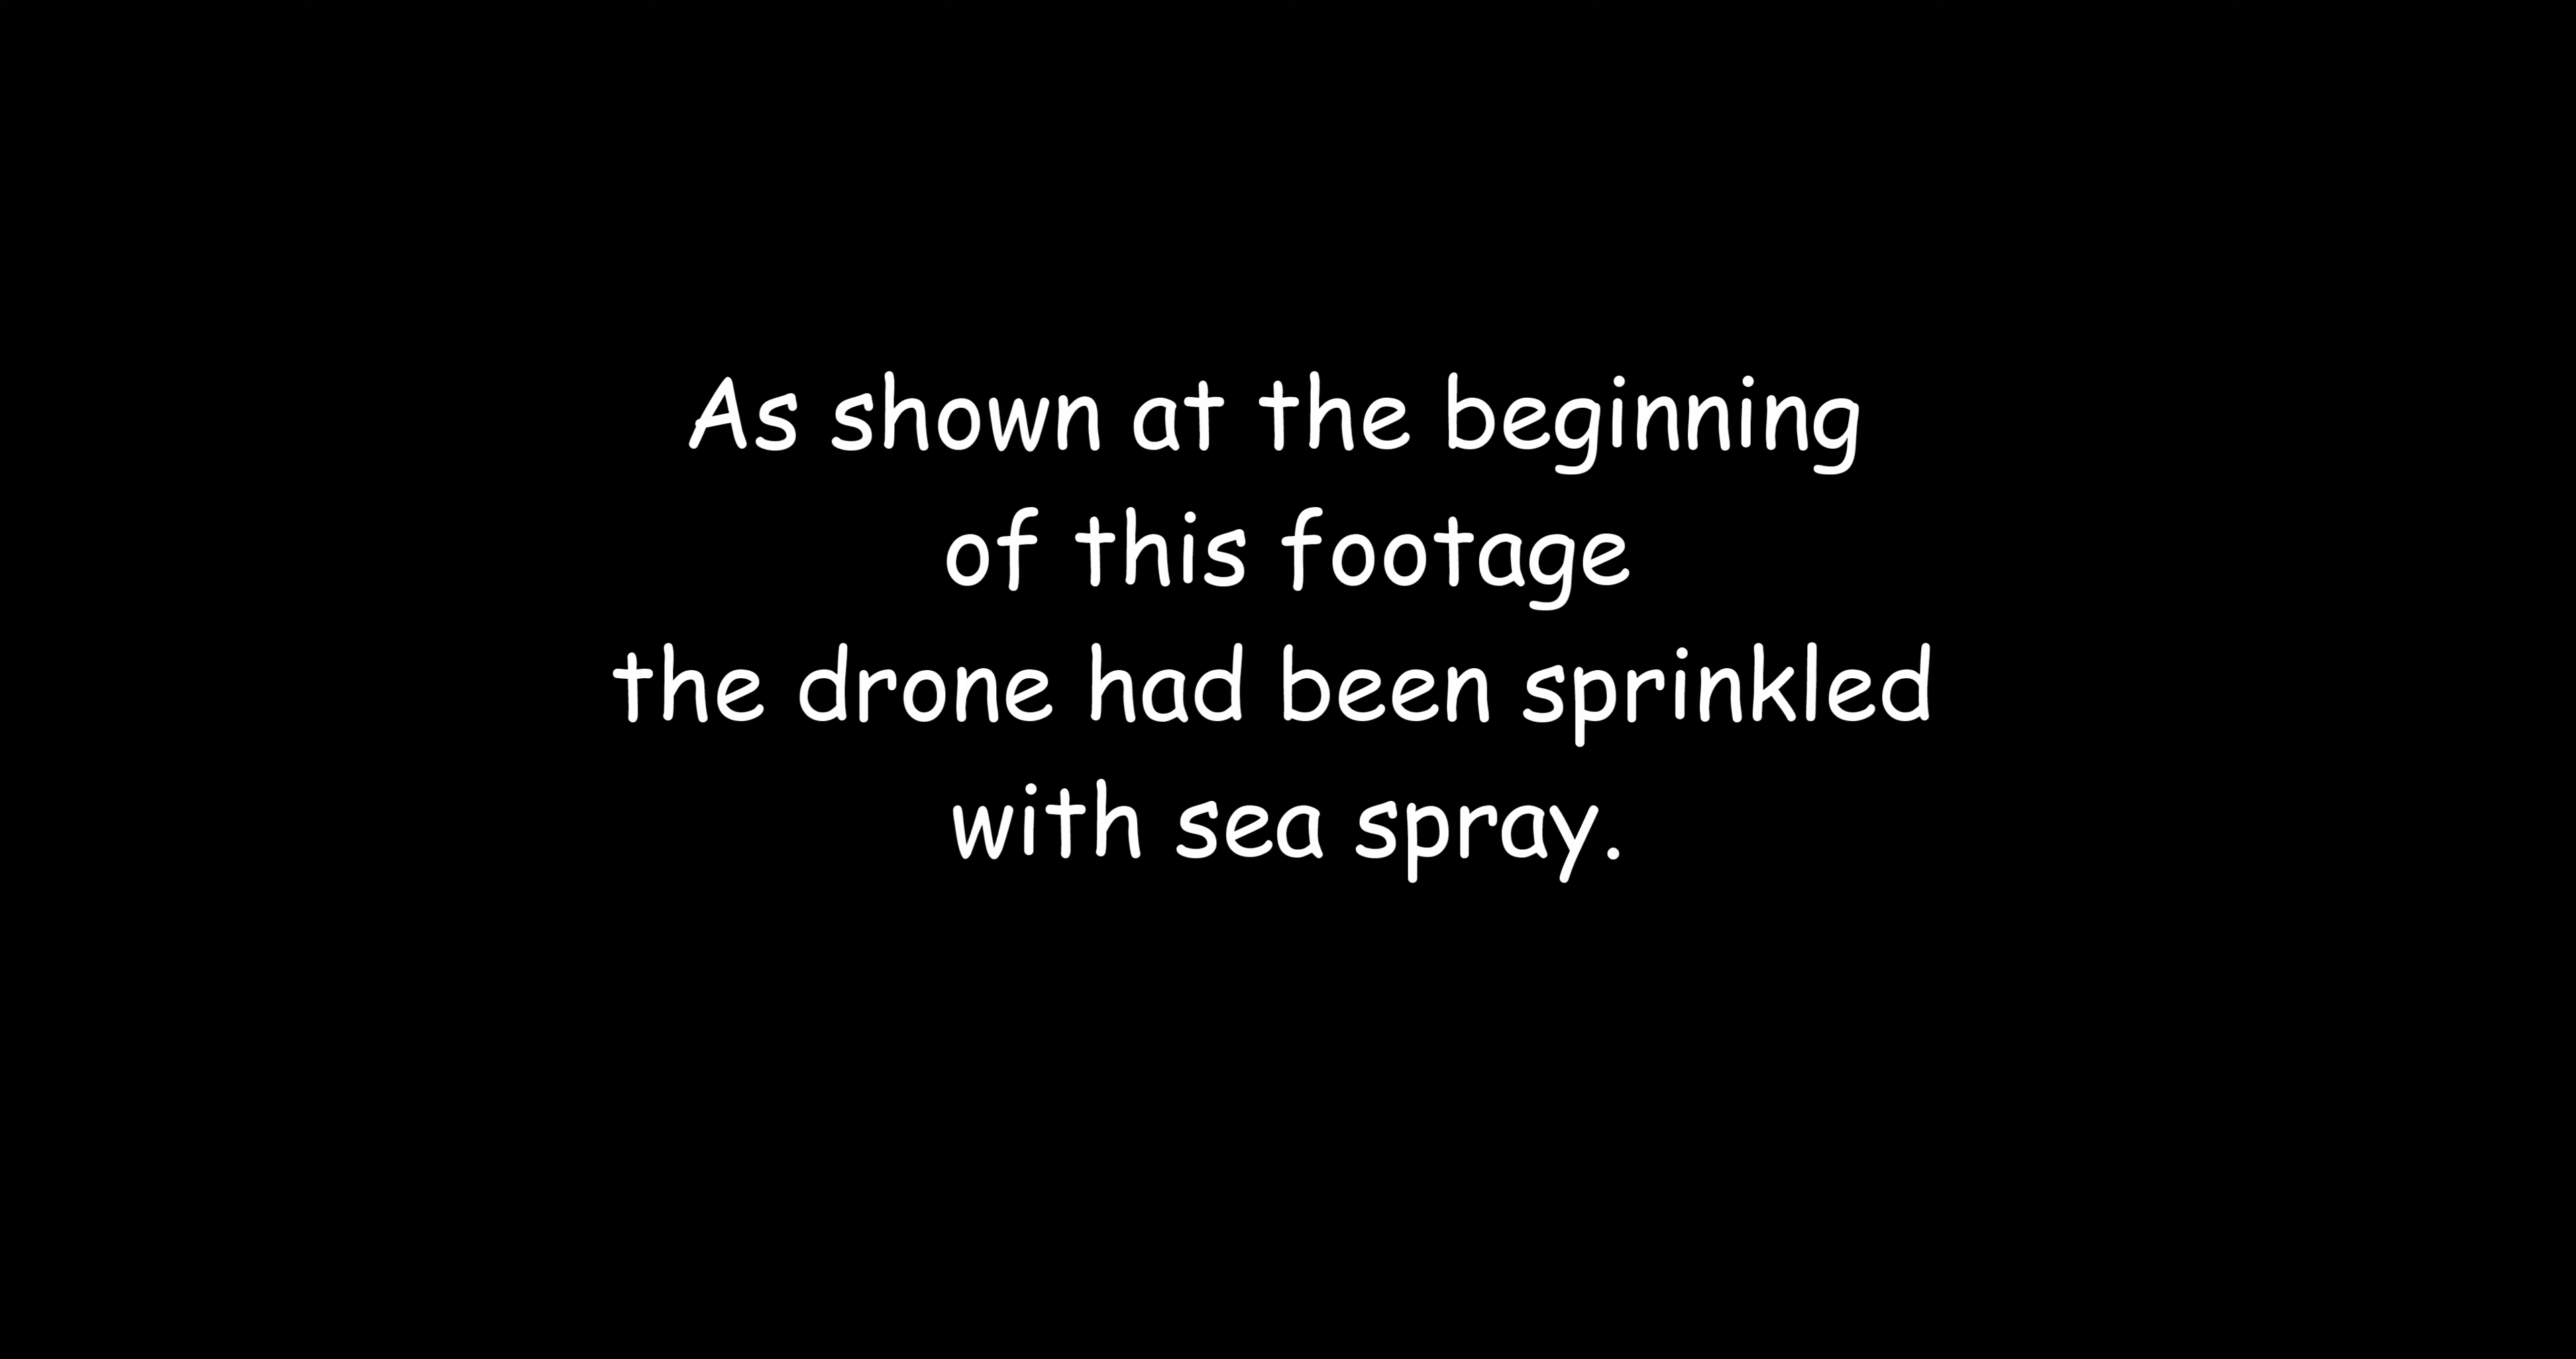 As shown at the beginning
of this footage
the drone had been sprinkled
with sea spray.